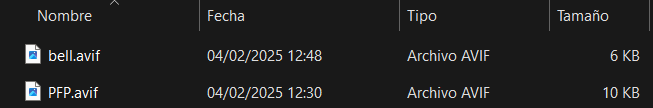 Nombre Fecha Tipo Tamaño
bell.avif 04/02/2025 12:48 Archivo AVIF 6 KB
PFP.avif 04/02/2025 12:30 Archivo AVIF 10 KB